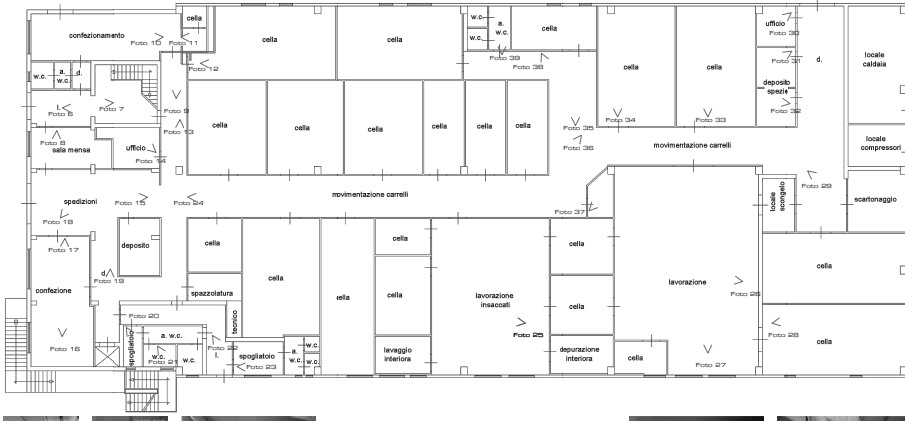 cella
w.c.
a.
w.c.
w.c.
cella
ufficio
Foto 30
confezionamento
Foto 10
Foto 11
cella
cella
Foto 39
Foto 38
Foto 31
d.
locale
caldaia
Foto 12
cella
cella
w.c.
a.
w.c.
d.
deposito
spezie
l.
Foto 6
Foto 7
Foto 9
Foto 32
Foto 13
Foto 35
Foto 34
Foto 33
cella
cella
cella
cella
cella
cella
Foto 8
sala mensa
ufficio
Foto 14
Foto 36
movimentazione carrelli
locale
compressori
spedizioni
Foto 15
Foto 24
movimentazione carrelli
Foto 29
locale
scongelo
scartonaggio
Foto 18
Foto 37
Foto 17
deposito
cella
cella
cella
d.
Foto 19
cella
cella
confezione
spazzolatura
cella
cella
lavorazione
insaccati
cella
lavorazione
Foto 26
Foto 20
tecnico
Foto 25
Foto 28
Foto 16
spogliatoio
a. w.c.
w.c.
Foto 21
w.c.
Foto 22
l.
spogliatoio
Foto 23
a.
w.c.
w.c.
w.c.
lavaggio
interiora
depurazione
interiora
cella
Foto 27
cella